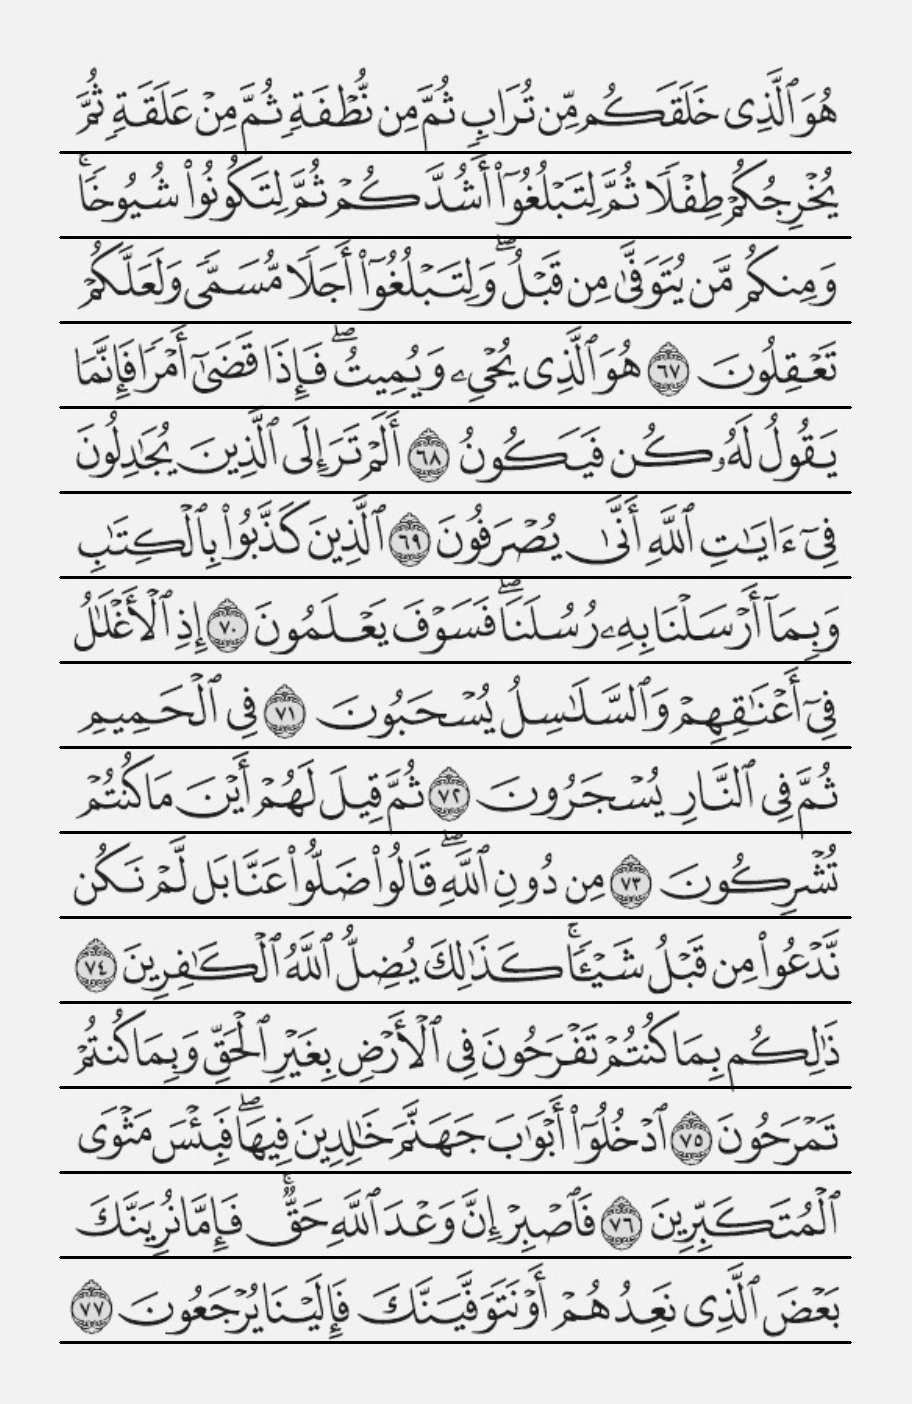 هُوَ ٱلَّذِى خَلَقَكُم مِّن تُرَابٍ ثُمَّ مِن نُّطْفَةٍ ثُمَّ مِنْ عَلَقَةٍ ثُمَّ
يُخْرِجُكُمْ طِفْلًا ثُمَّ لِتَبْلُغُوٓا۟ أَشُدَّكُمْ ثُمَّ لِتَكُونُوا۟ شُيُوخًا ۚ
وَمِنكُم مَّن يُتَوَفَّىٰ مِن قَبْلُ ۖ وَلِتَبْلُغُوٓا۟ أَجَلًا مُّسَمًّى وَلَعَلَّكُمْ
تَعْقِلُونَ ٦٧ هُوَ ٱلَّذِى يُحْىِۦ وَيُمِيتُ ۖ فَإِذَا قَضَىٰٓ أَمْرًا فَإِنَّمَا
يَقُولُ لَهُۥ كُن فَيَكُونُ ٦٨ أَلَمْ تَرَ إِلَى ٱلَّذِينَ يُجَٰدِلُونَ
فِىٓ ءَايَٰتِ ٱللَّهِ أَنَّىٰ يُصْرَفُونَ ٦٩ ٱلَّذِينَ كَذَّبُوا۟ بِٱلْكِتَٰبِ
وَبِمَآ أَرْسَلْنَا بِهِۦ رُسُلَنَا ۖ فَسَوْفَ يَعْلَمُونَ ٧٠ إِذِ ٱلْأَغْلَٰلُ
فِىٓ أَعْنَٰقِهِمْ وَٱلسَّلَٰسِلُ يُسْحَبُونَ ٧١ فِى ٱلْحَمِيمِ
ثُمَّ فِى ٱلنَّارِ يُسْجَرُونَ ٧٢ ثُمَّ قِيلَ لَهُمْ أَيْنَ مَا كُنتُمْ
تُشْرِكُونَ ٧٣ مِن دُونِ ٱللَّهِ ۖ قَالُوا۟ ضَلُّوا۟ عَنَّا بَل لَّمْ نَكُن
نَّدْعُوا۟ مِن قَبْلُ شَيْـًٔا ۚ كَذَٰلِكَ يُضِلُّ ٱللَّهُ ٱلْكَٰفِرِينَ ٧٤
ذَٰلِكُم بِمَا كُنتُمْ تَفْرَحُونَ فِى ٱلْأَرْضِ بِغَيْرِ ٱلْحَقِّ وَبِمَا كُنتُمْ
تَمْرَحُونَ ٧٥ ٱدْخُلُوٓا۟ أَبْوَٰبَ جَهَنَّمَ خَٰلِدِينَ فِيهَا ۖ فَبِئْسَ مَثْوَى
ٱلْمُتَكَبِّرِينَ ٧٦ فَٱصْبِرْ إِنَّ وَعْدَ ٱللَّهِ حَقٌّ ۚ فَإِمَّا نُرِيَنَّكَ
بَعْضَ ٱلَّذِى نَعِدُهُمْ أَوْ نَتَوَفَّيَنَّكَ فَإِلَيْنَا يُرْجَعُونَ ٧٧